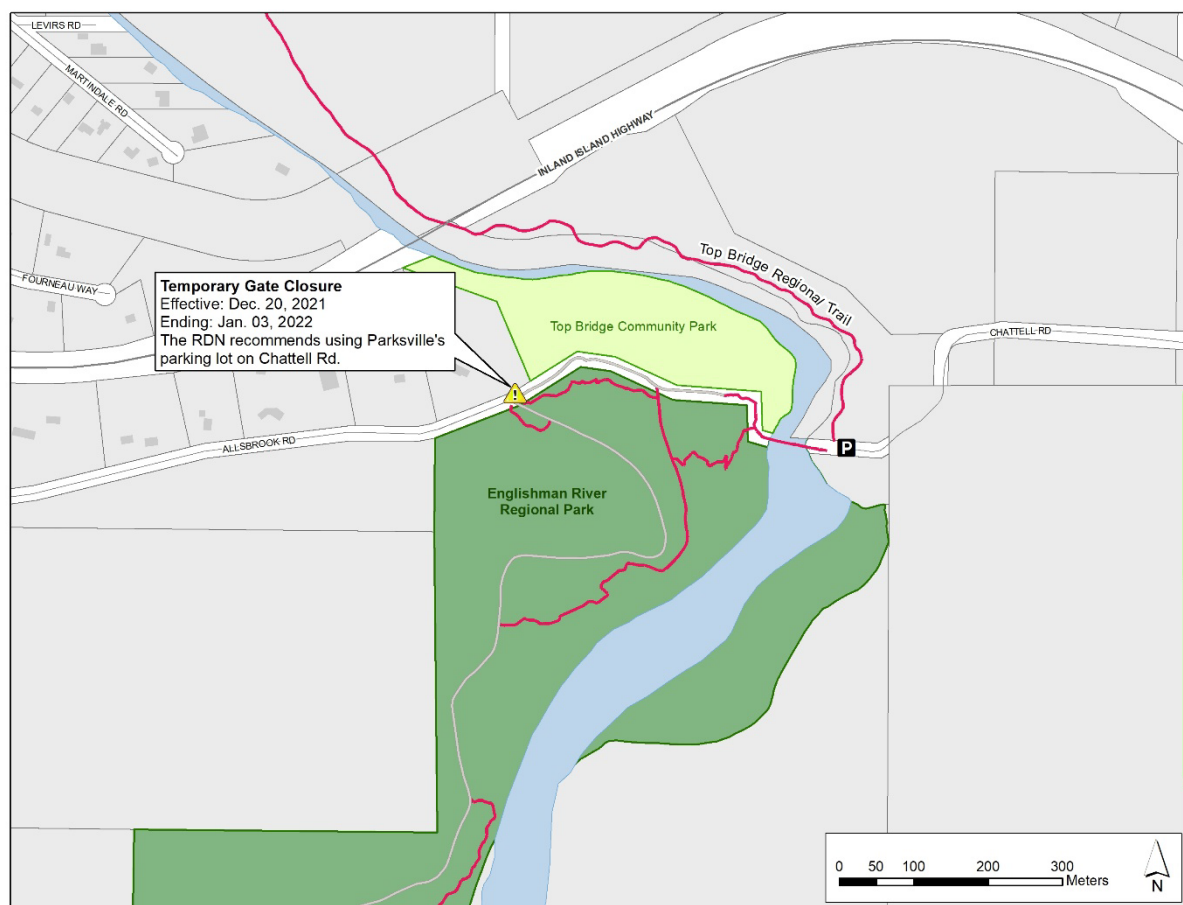 LEVIRS RD
MARTINDALE RD
INLAND ISLAND HIGHWAY
Top Bridge Regional Trail
FOURNEAU WAY
Temporary Gate Closure
Effective: Dec. 20, 2021
Ending: Jan. 03, 2022
The RDN recommends using Parksville's
parking lot on Chattell Rd.
Top Bridge Community Park
CHATTELL RD
ALLSBROOK RD
P
Englishman River
Regional Park
0 50 100 200 300
Meters
N